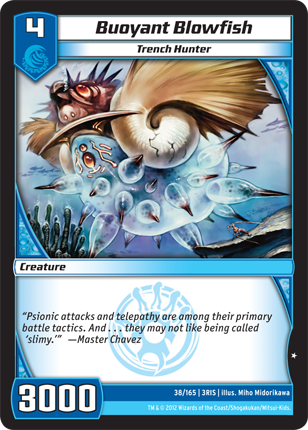 4
Buoyant Blowfish
Trench Hunter
Creature
“Psionic attacks and telepathy are among their primary
battle tactics. And . . . they may not like being called
‘slimy.’” —Master Chavez
3000
38/165 | 3RIS | Illus. Miho Midorikawa
TM & © 2012 Wizards of the Coast/Shogakukan/Mitsui-Kids